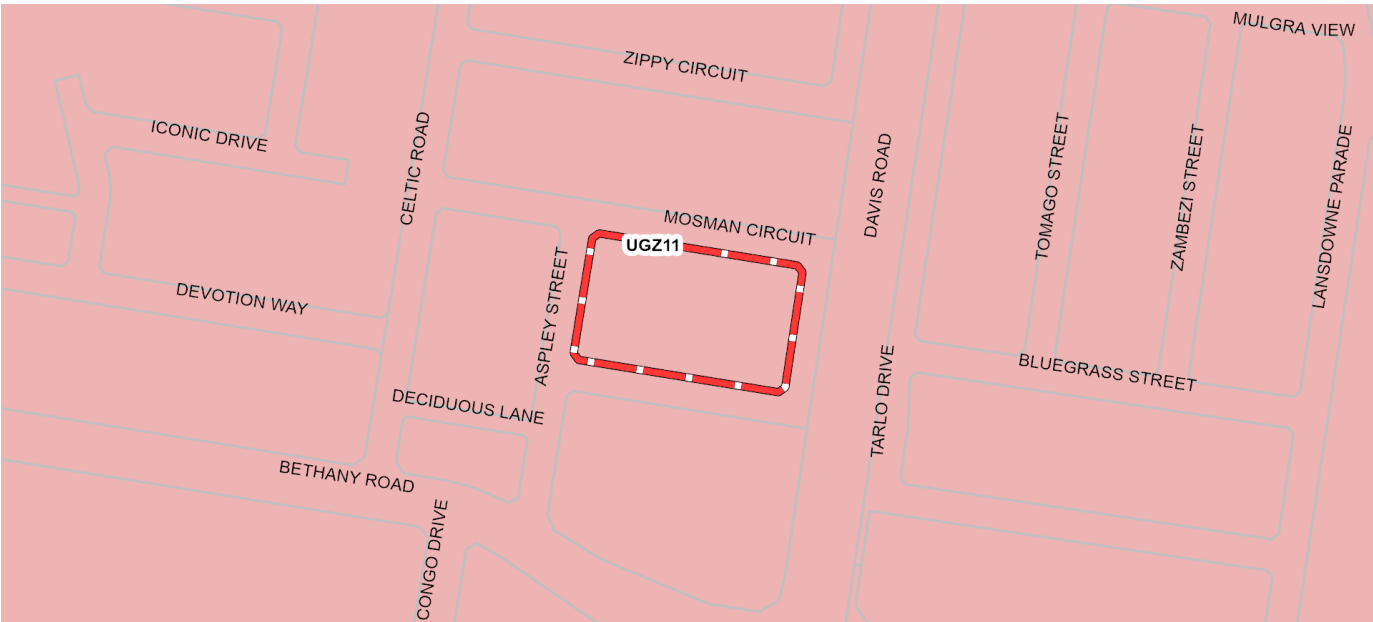 MULGRA VIEW
ZIPPY CIRCUIT
ICONIC DRIVE
CELTIC ROAD
DAVIS ROAD
TOMAGO STREET
ZAMBEZI STREET
LANSDOWNE PARADE
MOSMAN CIRCUIT
UGZ11
DEVOTION WAY
ASPLEY STREET
TARLO DRIVE
BLUEGRASS STREET
DECIDUOUS LANE
BETHANY ROAD
CONGO DRIVE